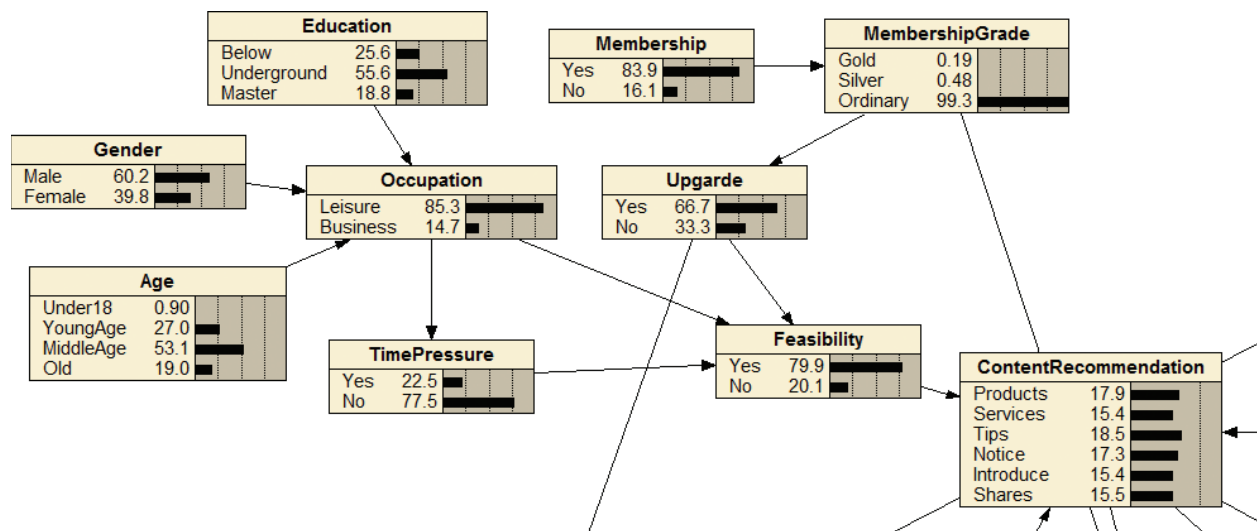 Education
Below 25.6
Underground 55.6
Master 18.8
Membership
Yes 83.9
No 16.1
MembershipGrade
Gold 0.19
Silver 0.48
Ordinary 99.3
Gender
Male 60.2
Female 39.8
Occupation
Leisure 85.3
Business 14.7
Upgarde
Yes 66.7
No 33.3
Age
Under18 0.90
YoungAge 27.0
MiddleAge 53.1
Old 19.0
TimePressure
Yes 22.5
No 77.5
Feasibility
Yes 79.9
No 20.1
ContentRecommendation
Products 17.9
Services 15.4
Tips 18.5
Notice 17.3
Introduce 15.4
Shares 15.5